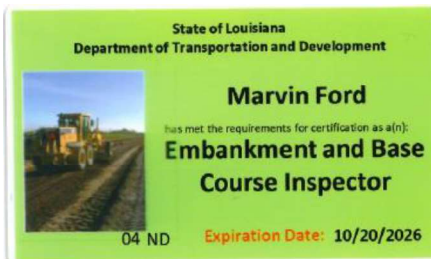 State of Louisiana
Department of Transportation and Development
Marvin Ford
has met the requirements for certification as a(n):
Embankment and Base
Course Inspector
04 ND Expiration Date: 10/20/2026